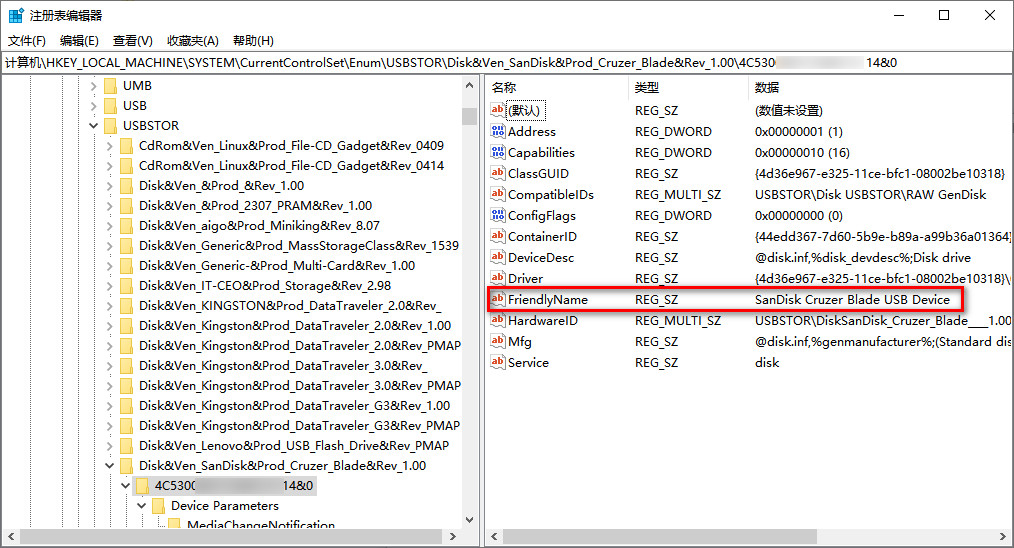 注册表编辑器
文件(F) 编辑(E) 查看(V) 收藏夹(A) 帮助(H)
计算机\HKEY_LOCAL_MACHINE\SYSTEM\CurrentControlSet\Enum\USBSTOR\Disk&Ven_SanDisk&Prod_Cruzer_Blade&Rev_1.00\4C530 14&0
UMB
USB
USBSTOR
CdRom&Ven_Linux&Prod_File-CD_Gadget&Rev_0409
CdRom&Ven_Linux&Prod_File-CD_Gadget&Rev_0414
Disk&Ven_&Prod_&Rev_1.00
Disk&Ven_&Prod_2307_PRAM&Rev_1.00
Disk&Ven_aigo&Prod_Miniking&Rev_8.07
Disk&Ven_Generic&Prod_MassStorageClass&Rev_1539
Disk&Ven_Generic-&Prod_Multi-Card&Rev_1.00
Disk&Ven_IT-CEO&Prod_Storage&Rev_2.98
Disk&Ven_KINGSTON&Prod_DataTraveler_2.0&Rev_
Disk&Ven_Kingston&Prod_DataTraveler_2.0&Rev_1.00
Disk&Ven_Kingston&Prod_DataTraveler_2.0&Rev_PMAP
Disk&Ven_Kingston&Prod_DataTraveler_3.0&Rev_
Disk&Ven_Kingston&Prod_DataTraveler_3.0&Rev_PMAP
Disk&Ven_Kingston&Prod_DataTraveler_G3&Rev_1.00
Disk&Ven_Kingston&Prod_DataTraveler_G3&Rev_PMAP
Disk&Ven_Lenovo&Prod_USB_Flash_Drive&Rev_PMAP
Disk&Ven_SanDisk&Prod_Cruzer_Blade&Rev_1.00
4C530 14&0
Device Parameters
MediaChangeNotification
名称 类型 数据
(默认) REG_SZ (数值未设置)
Address REG_DWORD 0x00000001 (1)
Capabilities REG_DWORD 0x00000010 (16)
ClassGUID REG_SZ {4d36e967-e325-11ce-bfc1-08002be10318}
CompatibleIDs REG_MULTI_SZ USBSTOR\Disk USBSTOR\RAW GenDisk
ConfigFlags REG_DWORD 0x00000000 (0)
ContainerID REG_SZ {44edd367-7d60-5b9e-b89a-a99b36a01364}
DeviceDesc REG_SZ @disk.inf,%disk_devdesc%;Disk drive
Driver REG_SZ {4d36e967-e325-11ce-bfc1-08002be10318}\
FriendlyName REG_SZ SanDisk Cruzer Blade USB Device
HardwareID REG_MULTI_SZ USBSTOR\DiskSanDisk_Cruzer_Blade____1.00
Mfg REG_SZ @disk.inf,%genmanufacturer%;(Standard dis
Service REG_SZ disk